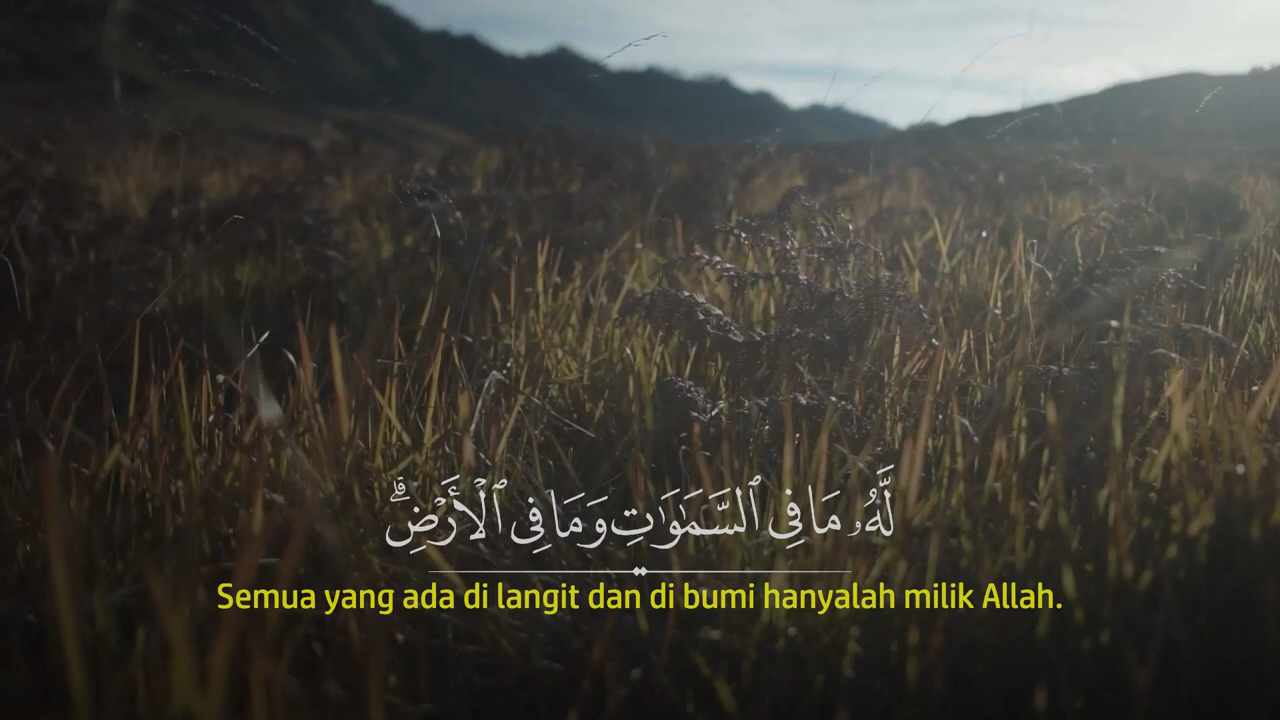 لَّهُۥ مَا فِى ٱلسَّمَـٰوَٰتِ وَمَا فِى ٱلْأَرْضِ ۗ
Semua yang ada di langit dan di bumi hanyalah milik Allah.